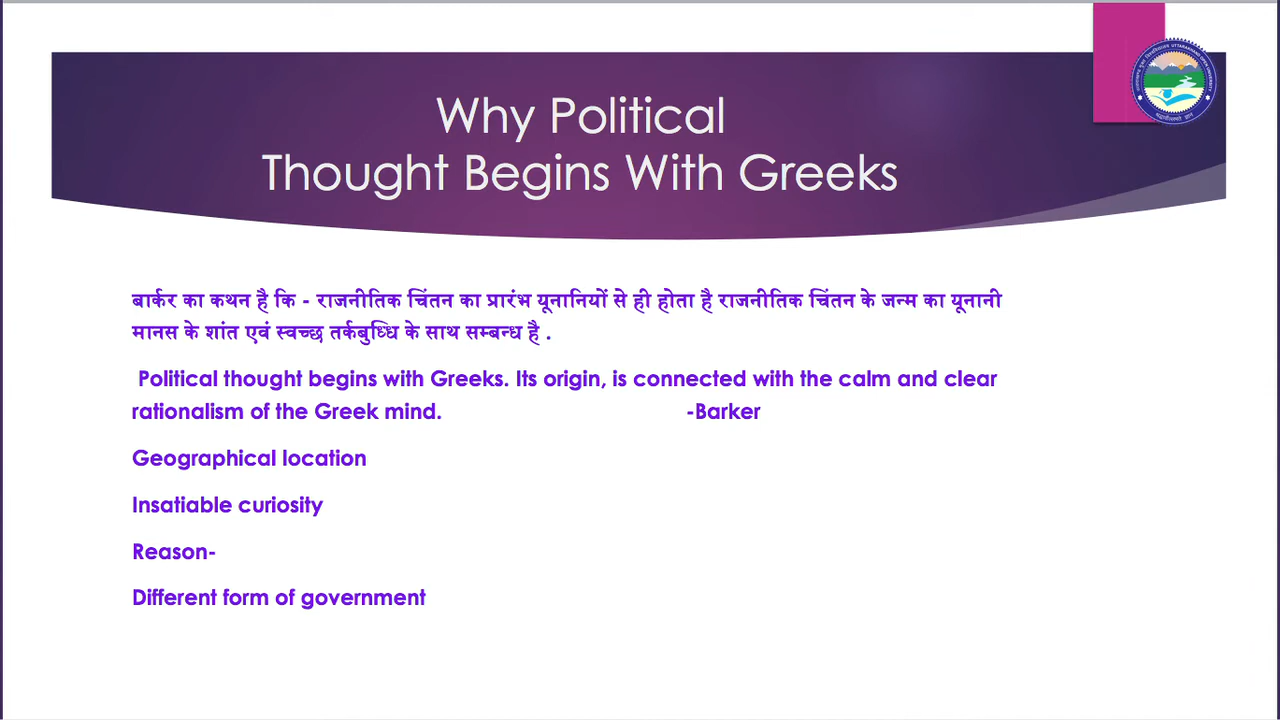 Why Political
Thought Begins With Greeks
बार्कर का कथन है कि - राजनीतिक चिंतन का प्रारंभ यूनानियों से ही होता है राजनीतिक चिंतन के जन्म का यूनानी
मानस के शांत एवं स्वच्छ तर्कबुध्धि के साथ सम्बन्ध है .
Political thought begins with Greeks. Its origin, is connected with the calm and clear
rationalism of the Greek mind. -Barker
Geographical location
Insatiable curiosity
Reason-
Different form of government